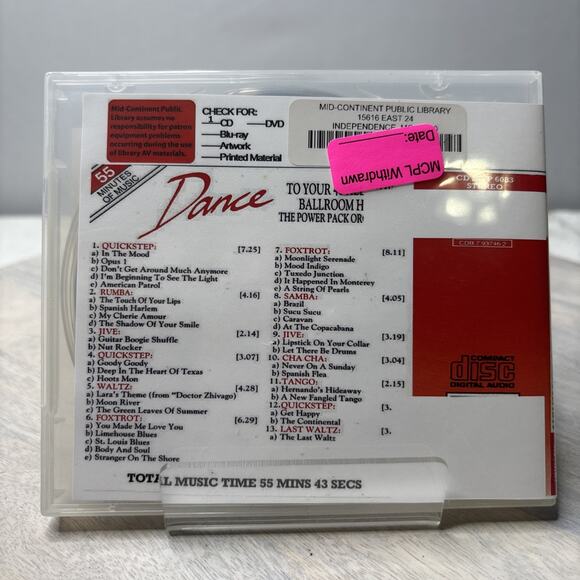 Mid-Continent Public
Library assumes no
responsibility for patron
equipment problems
occurring during the use
of library AV materials.
CHECK FOR:
1 CD DVD
Blu-ray
Artwork
Printed Material
MID-CONTINENT PUBLIC LIBRARY
15616 EAST 24
INDEPENDENCE,
MCPL Withdrawn
Date:
55
MINUTES
OF MUSIC
Dance
TO YOUR
BALLROOM H
THE POWER PACK OR
6083
STEREO
CDB 7 93746 2
1. QUICKSTEP: [7.25]
a) In The Mood
b) Opus 1
c) Don't Get Around Much Anymore
d) I'm Beginning To See The Light
e) American Patrol
2. RUMBA: [4.16]
a) The Touch Of Your Lips
b) Spanish Harlem
c) My Cherie Amour
d) The Shadow Of Your Smile
3. JIVE: [2.14]
a) Guitar Boogie Shuffle
b) Nut Rocker
4. QUICKSTEP: [3.07]
a) Goody Goody
b) Deep In The Heart Of Texas
c) Hoots Mon
5. WALTZ: [4.28]
a) Lara's Theme (from "Doctor Zhivago)
b) Moon River
c) The Green Leaves Of Summer
6. FOXTROT: [6.29]
a) You Made Me Love You
b) Limehouse Blues
c) St. Louis Blues
d) Body And Soul
e) Stranger On The Shore
7. FOXTROT: [8.11]
a) Moonlight Serenade
b) Mood Indigo
c) Tuxedo Junction
d) It Happened In Monterey
e) A String Of Pearls
8. SAMBA: [4.05]
a) Brazil
b) Sucu Sucu
c) Caravan
d) At The Copacabana
9. JIVE: [3.19]
a) Lipstick On Your Collar
b) Let There Be Drums
10. CHA CHA: [3.04]
a) Never On A Sunday
b) Spanish Flea
11. TANGO: [2.15]
a) Hernando's Hideaway
b) A New Fangled Tango
12. QUICKSTEP: [3.
a) Get Happy
b) The Continental
13. LAST WALTZ: [3.
a) The Last Waltz
COMPACT
disc
DIGITAL AUDIO
TOTAL MUSIC TIME 55 MINS 43 SECS